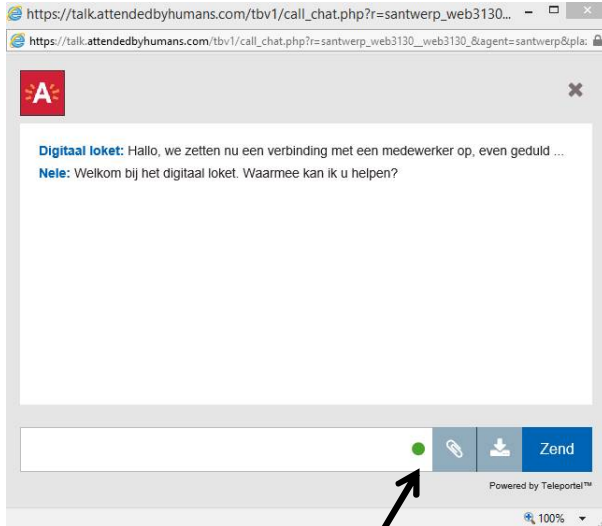 https://talk.attendedbyhumans.com/tbv1/call_chat.php?r=santwerp_web3130...
https://talk.attendedbyhumans.com/tbv1/call_chat.php?r=santwerp_web3130__web3130_&agent=santwerp&pla:
A
Digitaal loket: Hallo, we zetten nu een verbinding met een medewerker op, even geduld ...
Nele: Welkom bij het digitaal loket. Waarmee kan ik u helpen?
Zend
Powered by Teleportel™
100%